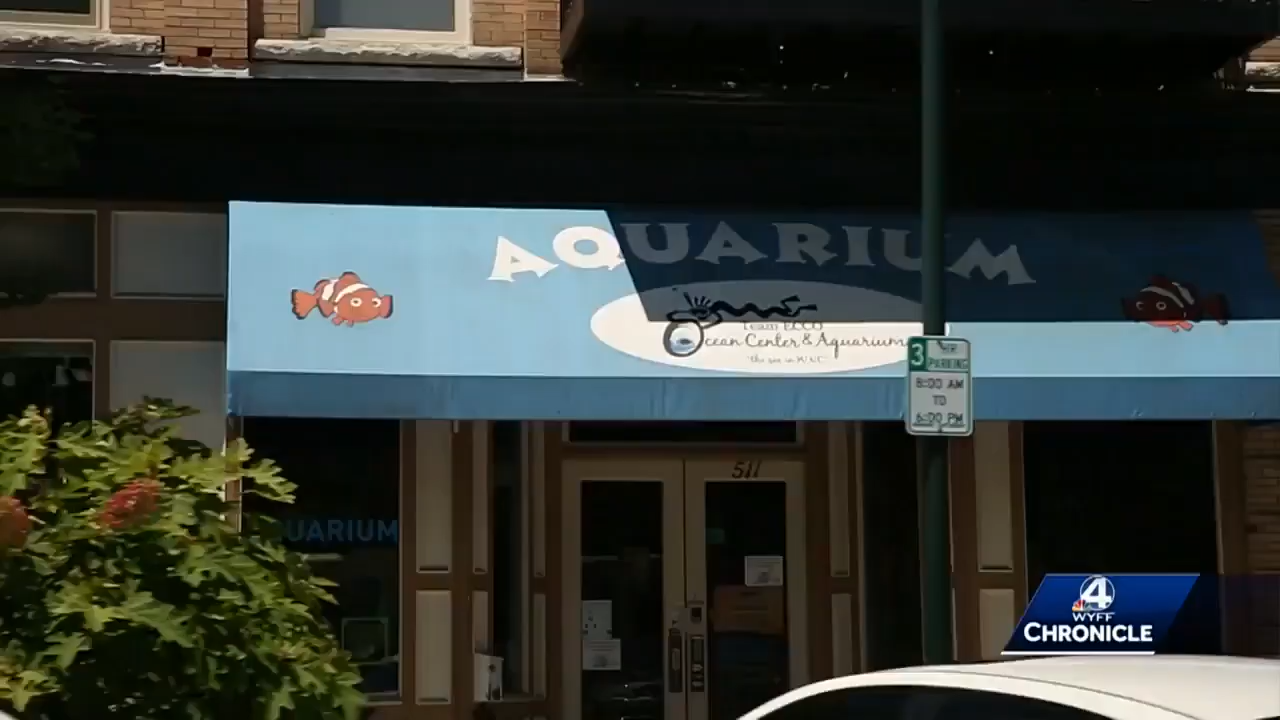 AQUARIUM
Team ECCO
Ocean Center & Aquarium
3 HR
PARKING
8:00 AM
TO
6:00 PM
511
QUARIUM
4
WYFF
CHRONICLE